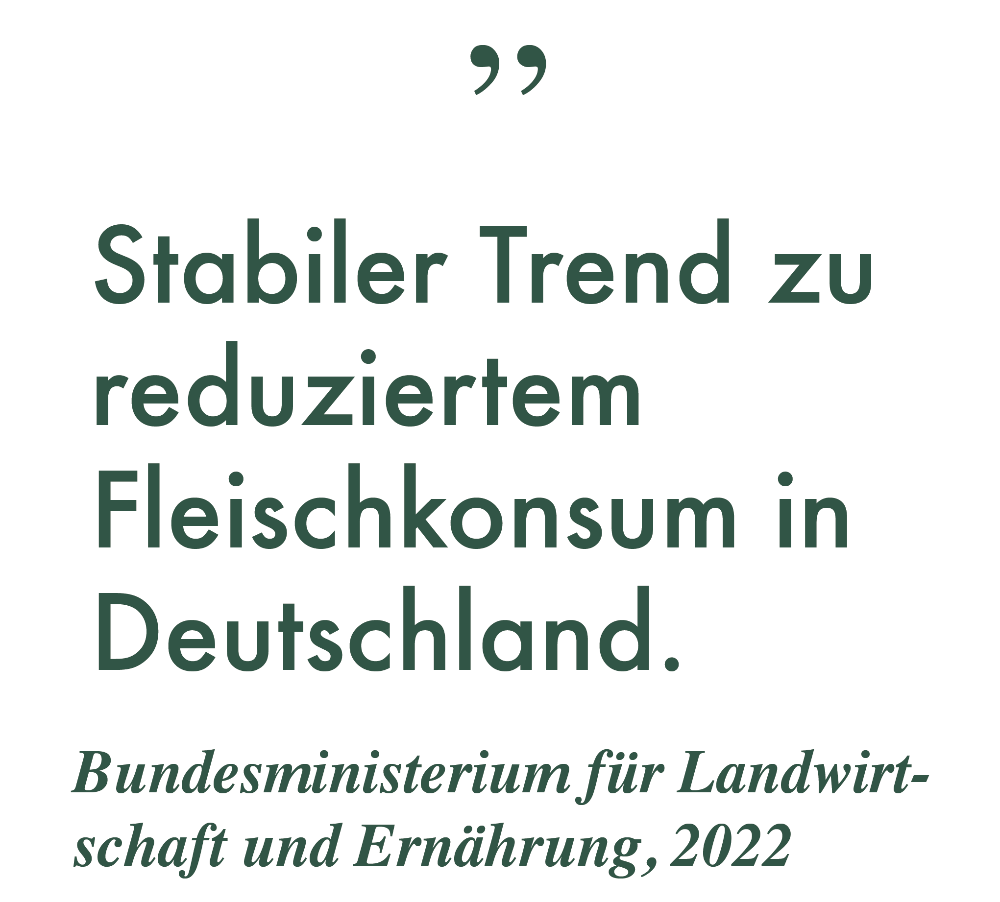 ”
Stabiler Trend zu
reduziertem
Fleischkonsum in
Deutschland.
Bundesministerium für Landwirt-
schaft und Ernährung, 2022